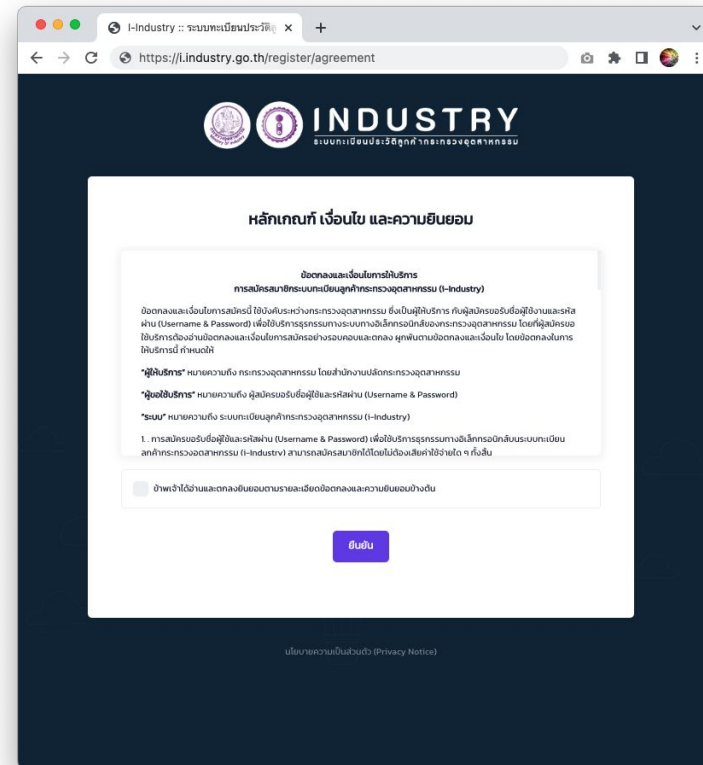 I-Industry :: ระบบทะเบียนประวัติลู
https://i.industry.go.th/register/agreement
INDUSTRY
ระบบทะเบียนประวัติลูกค้ากระทรวงอุตสาหกรรม
หลักเกณฑ์ เงื่อนไข และความยินยอม
ข้อตกลงและเงื่อนไขการให้บริการ
การสมัครสมาชิกระบบทะเบียนลูกค้ากระทรวงอุตสาหกรรม (i-Industry)
ข้อตกลงและเงื่อนไขการสมัครนี้ ใช้บังคับระหว่างกระทรวงอุตสาหกรรม ซึ่งเป็นผู้ให้บริการ กับผู้สมัครขอรับชื่อผู้ใช้งานและรหัส
ผ่าน (Username & Password) เพื่อใช้บริการธุรกรรมทางระบบทางอิเล็กทรอนิกส์ของกระทรวงอุตสาหกรรม โดยที่ผู้สมัครขอ
ใช้บริการต้องอ่านข้อตกลงและเงื่อนไขการสมัครอย่างรอบคอบและตกลง ผูกพันตามข้อตกลงและเงื่อนไข โดยข้อตกลงในการ
ให้บริการนี้ กำหนดให้
"ผู้ให้บริการ" หมายความถึง กระทรวงอุตสาหกรรม โดยสำนักงานปลัดกระทรวงอุตสาหกรรม
"ผู้ขอใช้บริการ" หมายความถึง ผู้สมัครขอรับชื่อผู้ใช้และรหัสผ่าน (Username & Password)
"ระบบ" หมายความถึง ระบบทะเบียนลูกค้ากระทรวงอุตสาหกรรม (i-Industry)
1. . การสมัครขอรับชื่อผู้ใช้และรหัสผ่าน (Username & Password) เพื่อใช้บริการธุรกรรมทางอิเล็กทรอนิกส์บนระบบทะเบียน
ลูกค้ากระทรวงอุตสาหกรรม (i-Industry) สามารถสมัครสมาชิกได้โดยไม่ต้องเสียค่าใช้จ่ายใด ๆ ทั้งสิ้น
ข้าพเจ้าได้อ่านและตกลงยินยอมตามรายละเอียดข้อตกลงและความยินยอมข้างต้น
ยืนยัน
นโยบายความเป็นส่วนตัว (Privacy Notice)